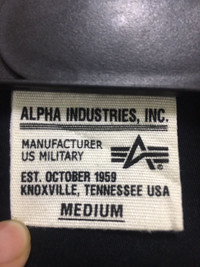 ALPHA INDUSTRIES, INC.
MANUFACTURER
US MILITARY
EST. OCTOBER 1959
KNOXVILLE, TENNESSEE USA
MEDIUM